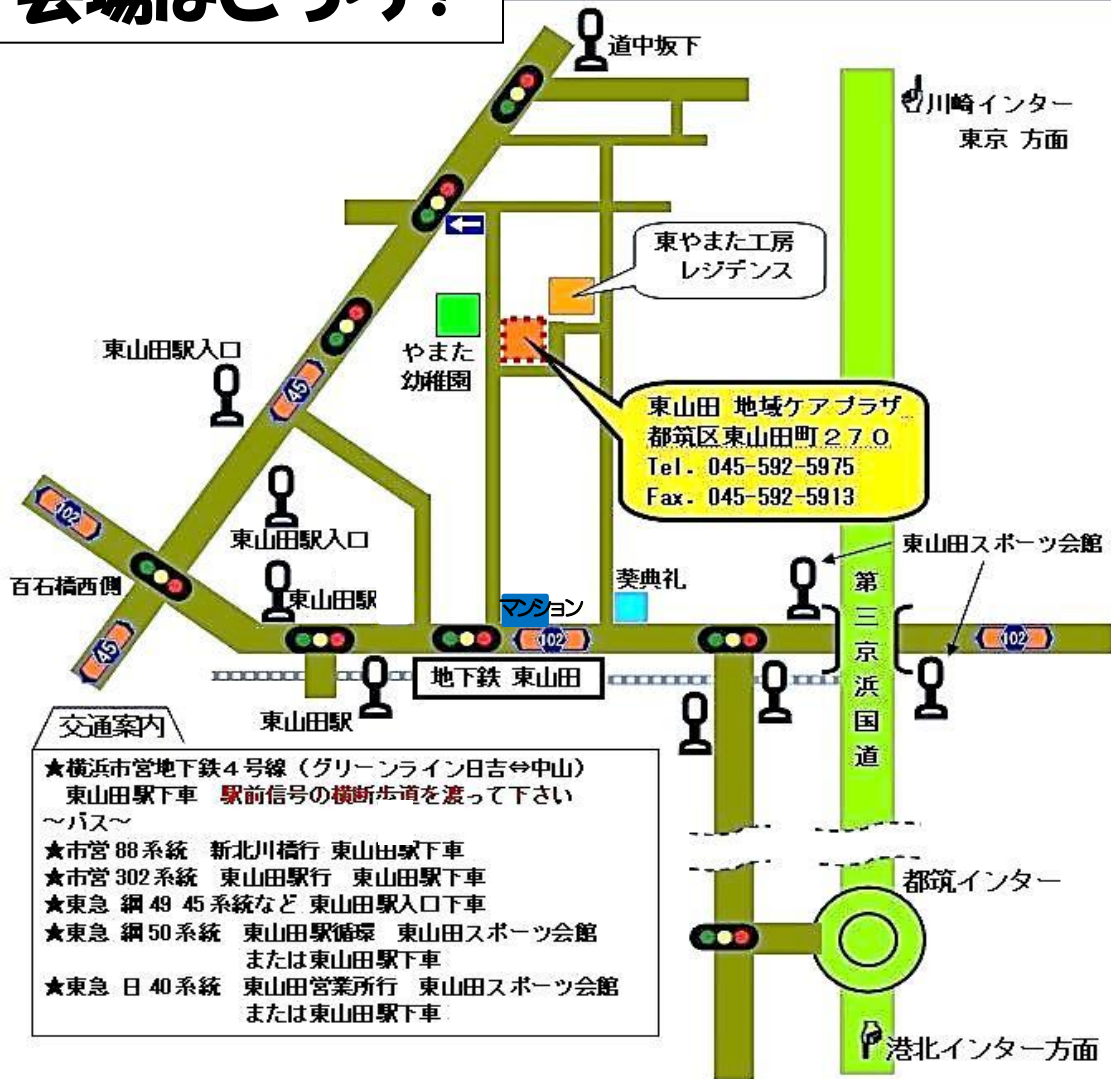 会場はどっち?
道中坂下
川崎インター
東京 方面
東やまた工房
レジデンス
東山田駅入口
やまた
幼稚園
45
東山田 地域ケアプラザ
都筑区東山田町270
Tel. 045-592-5975
Fax. 045-592-5913
102
東山田駅入口
東山田スポーツ会館
百石橋西側
東山田駅
マンション
葉典礼
第三京浜国道
102
102
45
地下鉄 東山田
東山田駅
交通案内
★横浜市営地下鉄4号線(グリーンライン日吉⇔中山)
東山田駅下車 駅前信号の横断歩道を渡って下さい
~バス~
★市営88系統 新北川橋行 東山田駅下車
★市営302系統 東山田駅行 東山田駅下車
★東急 綱49 45系統など 東山田駅入口下車
★東急 綱50系統 東山田駅循環 東山田スポーツ会館
または東山田駅下車
★東急 日40系統 東山田営業所行 東山田スポーツ会館
または東山田駅下車
都筑インター
港北インター方面